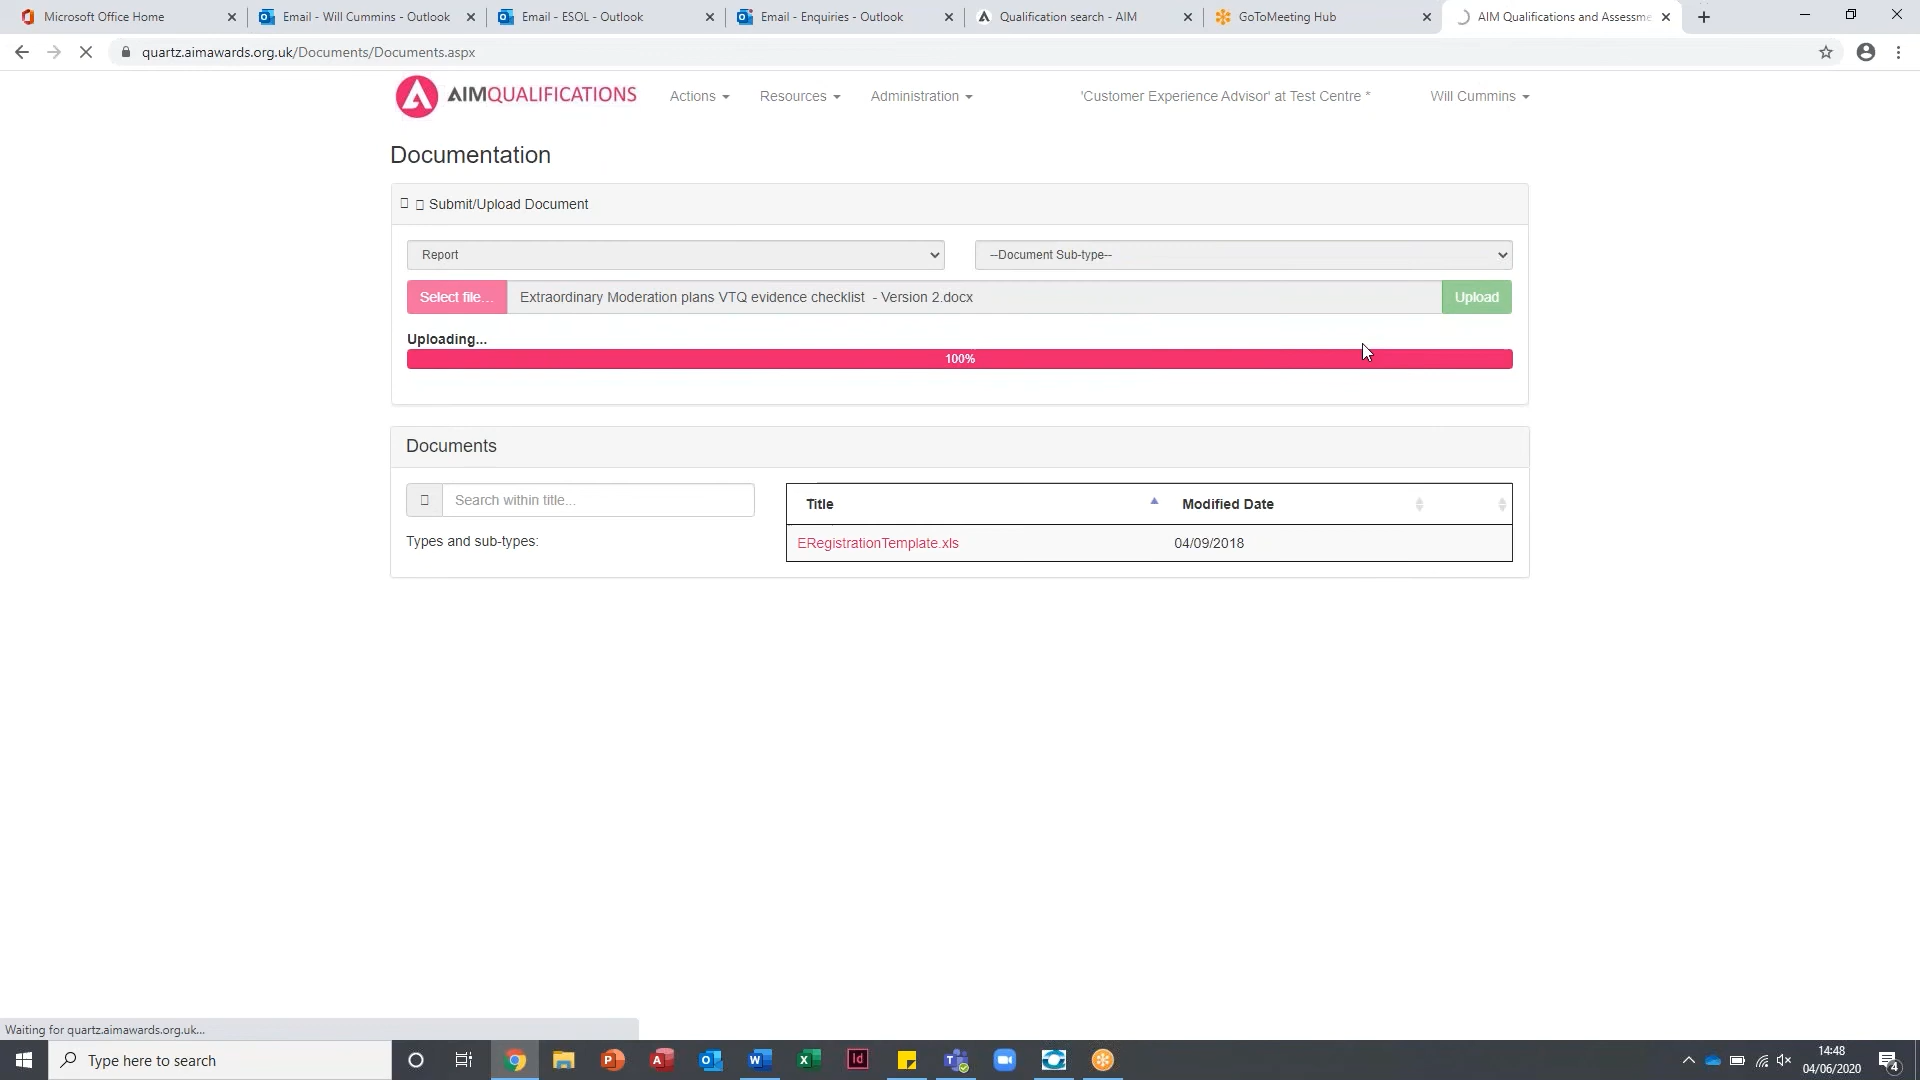 Microsoft Office Home
Email - Will Cummins - Outlook
Email - ESOL - Outlook
Email - Enquiries - Outlook
Qualification search - AIM
GoToMeeting Hub
AIM Qualifications and Assessme
quartz.aimawards.org.uk/Documents/Documents.aspx
AIMQUALIFICATIONS
Actions
Resources
Administration
'Customer Experience Advisor' at Test Centre *
Will Cummins
Documentation
Submit/Upload Document
Report
--Document Sub-type--
Select file...
Extraordinary Moderation plans VTQ evidence checklist - Version 2.docx
Upload
Uploading...
100%
Documents
Search within title...
Title
Modified Date
Types and sub-types:
ERegistrationTemplate.xls
04/09/2018
Waiting for quartz.aimawards.org.uk...
Type here to search
14:48
04/06/2020
4